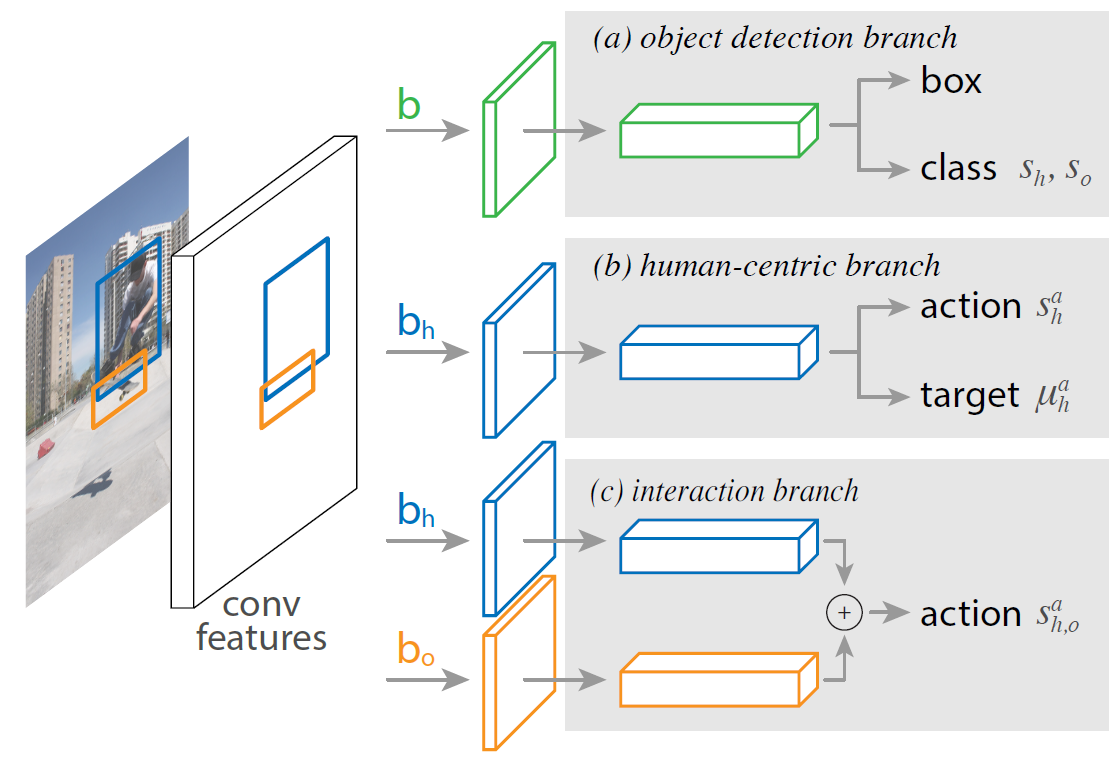 (a) object detection branch
b
box
class s_h, s_o
(b) human-centric branch
b_h
action s_h^a
target μ_h^a
(c) interaction branch
b_h
+
action s_{h,o}^a
b_o
conv
features